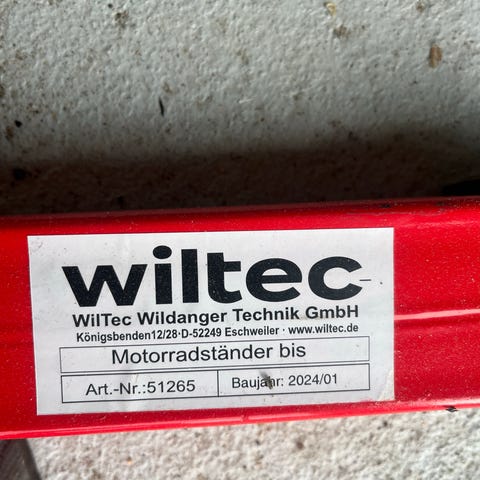 wiltec
WilTec Wildanger Technik GmbH
Königsbenden12/28·D-52249 Eschweiler · www.wiltec.de
Motorradständer bis
Art.-Nr.:51265 Baujahr: 2024/01